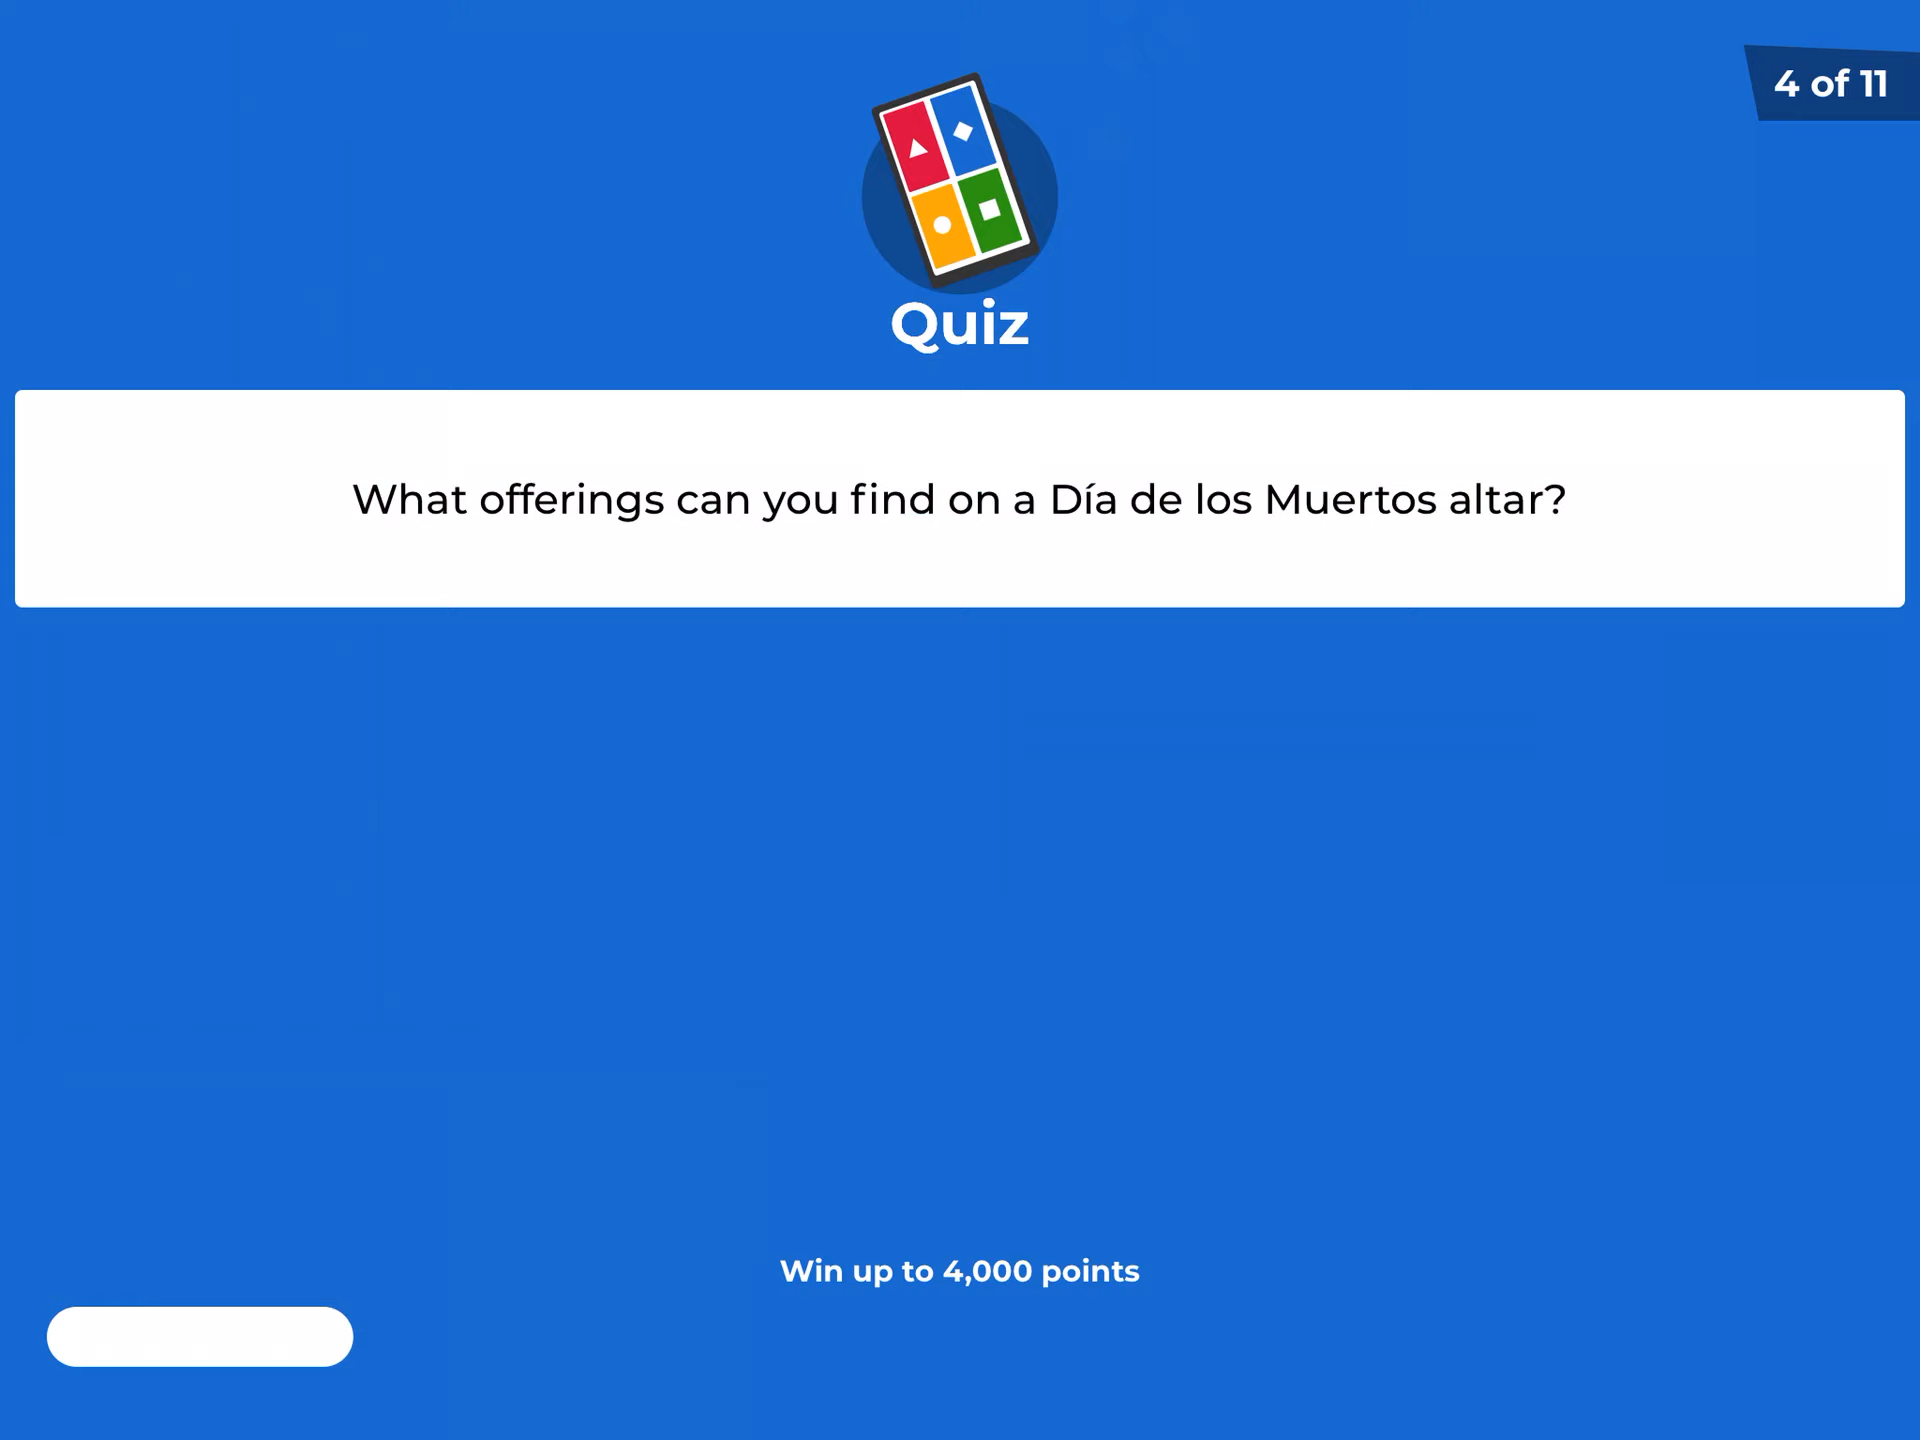 4 of 11
Quiz
What offerings can you find on a Día de los Muertos altar?
Win up to 4,000 points